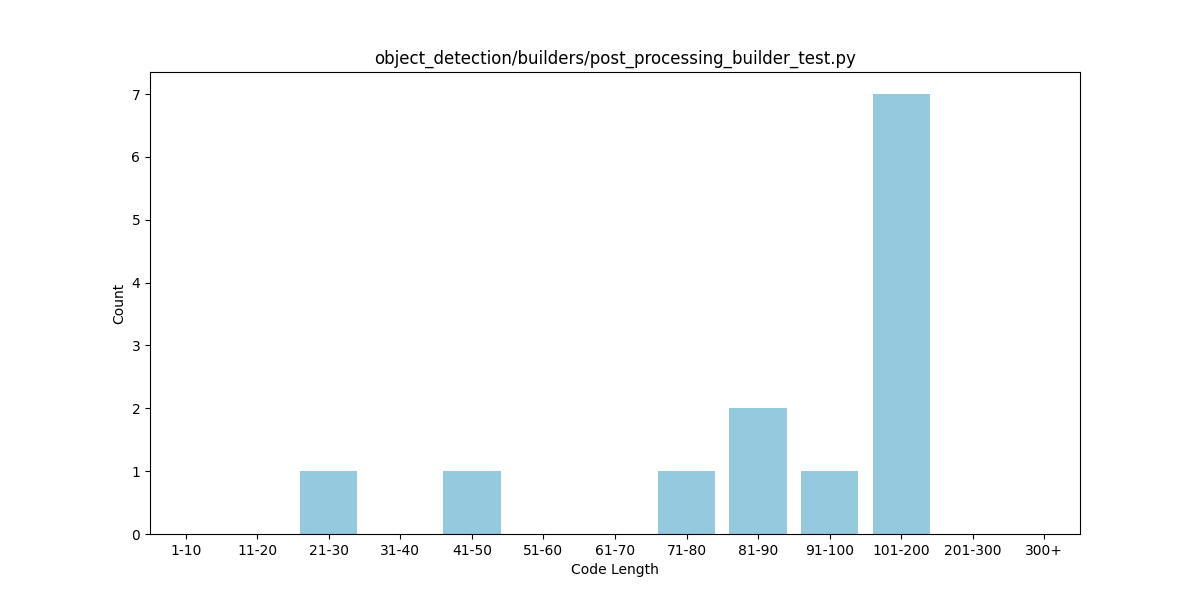 object_detection/builders/post_processing_builder_test.py
Count
7
6
5
4
3
2
1
0
1-10 11-20 21-30 31-40 41-50 51-60 61-70 71-80 81-90 91-100 101-200 201-300 300+
Code Length